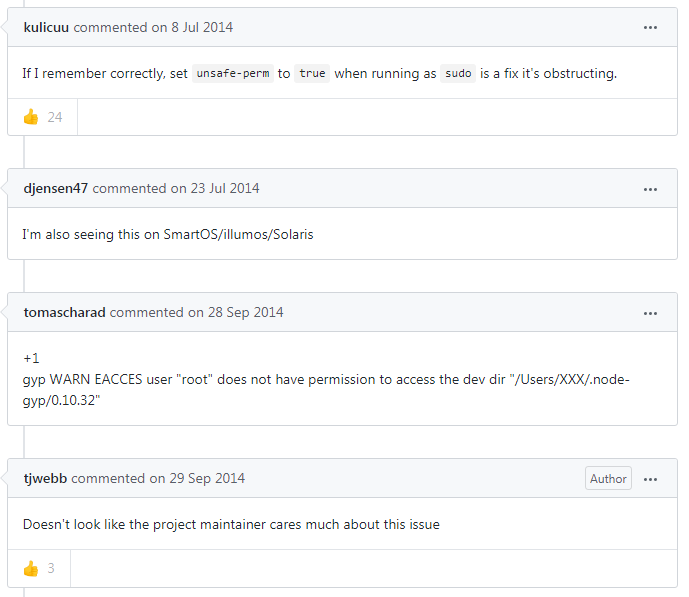 kulicuu commented on 8 Jul 2014
If I remember correctly, set unsafe-perm to true when running as sudo is a fix it's obstructing.
👍 24
djensen47 commented on 23 Jul 2014
I'm also seeing this on SmartOS/illumos/Solaris
tomascharad commented on 28 Sep 2014
+1
gyp WARN EACCES user "root" does not have permission to access the dev dir "/Users/XXX/.node-
gyp/0.10.32"
tjwebb commented on 29 Sep 2014 Author
Doesn't look like the project maintainer cares much about this issue
👍 3